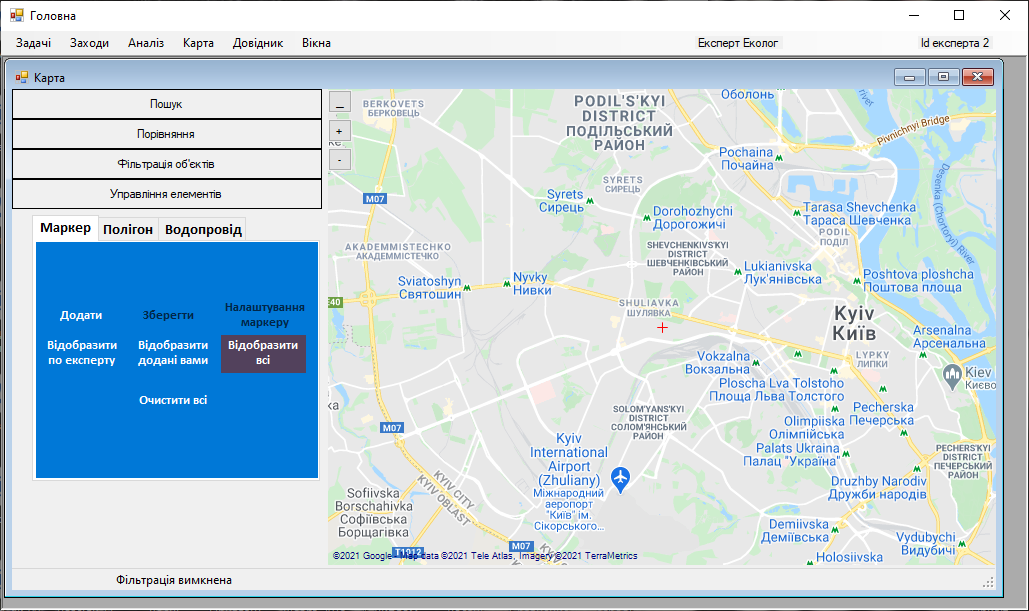 Головна
Задачі Заходи Аналіз Карта Довідник Вікна Експерт Еколог Id експерта 2
Карта
Пошук
Порівняння
Фільтрація об'єктів
Управління елементів
Маркер Полігон Водопровід
Додати Зберегти Налаштування маркеру
Відобразити по експерту
Відобразити додані вами
Відобразити всі
Очистити всі
_
+
-
BERKOVETS
БЕРКОВЕЦЬ
PODIL'S'KYI
DISTRICT
ПОДІЛЬСЬКИЙ
РАЙОН
Оболонь
Pivnichnyi Bridge
Desenka (Chortoryi) River
Pochaina
Почайна
M07
SYRETS
СИРЕЦЬ
Syrets
Сирець
Dorohozhychi
Дорогожичі
Tarasa Shevchenka
Тараса Шевченка
PODIL
ПОДІЛ
AKADEMMISTECHKO
АКАДЕММІСТЕЧКО
SHEVCHENKIVS'KYI
DISTRICT
ШЕВЧЕНКІВСЬКИЙ
РАЙОН
Lukianivska
Лук'янівська
Poshtova ploshcha
Поштова площа
Sviatoshyn
Святошин
Nyvky
Нивки
E40
SHULIAVKA
ШУЛЯВКА
Kyiv
Київ
Arsenalna
Арсенальна
Vokzalna
Вокзальна
LYPKY
ЛИПКИ
Kiev
Києво
Ploscha Lva Tolstoho
Площа Льва Толстого
SOLOM'YANS'KYI
DISTRICT
СОЛОМ'ЯНСЬКИЙ
РАЙОН
Pecherska
Печерська
Olimpiiska
Олімпійська
M07
Kyiv
International
Airport
(Zhuliany)
Міжнародний
аеропорт
"Київ" ім.
Сікорського...
Palats Ukraina
Палац "Україна"
PECHERS'KYI
DISTRICT
ПЕЧЕРСЬКИЙ
РАЙОН
KYIV CITY
KYIV OBLAST
Druzhby Narodiv
Дружби народів
Sofiivska
Borschahivka
Софіївська
Борщагівка
Demiivska
Деміївська
Vydubychi
Видубичі
T1012
M07
Holosiivska
©2021 Google - Map data ©2021 Tele Atlas, Imagery ©2021 TerraMetrics
Фільтрація вимкнена